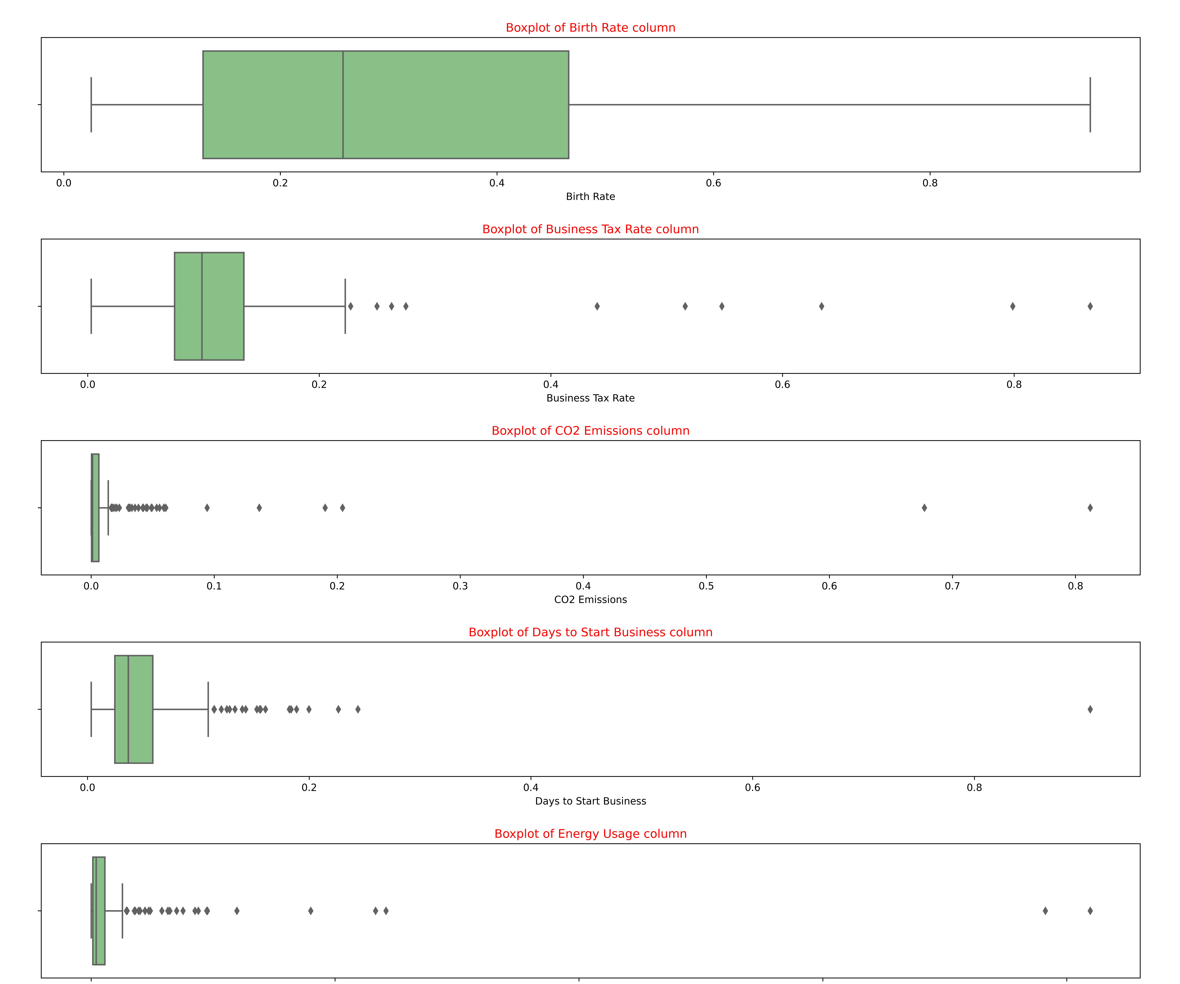 Boxplot of Birth Rate column
0.0 0.2 0.4 0.6 0.8
Birth Rate
Boxplot of Business Tax Rate column
0.0 0.2 0.4 0.6 0.8
Business Tax Rate
Boxplot of CO2 Emissions column
0.0 0.1 0.2 0.3 0.4 0.5 0.6 0.7 0.8
CO2 Emissions
Boxplot of Days to Start Business column
0.0 0.2 0.4 0.6 0.8
Days to Start Business
Boxplot of Energy Usage column